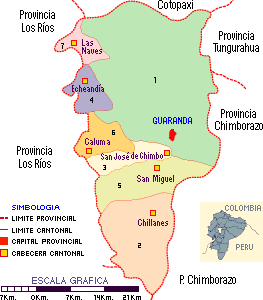 Cotopaxi
Provincia
Los Ríos
Provincia
Tungurahua
7
Las
Naves
1
Echeandía
4
GUARANDA
Provincia
Chimborazo
6
Caluma
Provincia
Los Ríos
San José de Chimbo
3
San Miguel
5
Chillanes
2
SIMBOLOGIA
LIMITE PROVINCIAL
LIMITE CANTONAL
CAPITAL PROVINCIAL
CABECERA CANTONAL
COLOMBIA
PERU
ESCALA GRAFICA
7Km. 0 7Km. 14Km. 21Km
P. Chimborazo